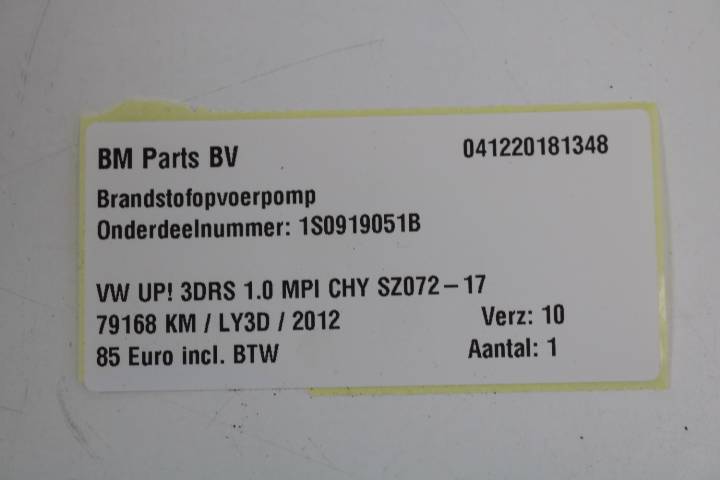 BM Parts BV 041220181348
Brandstofopvoerpomp
Onderdeelnummer: 1S0919051B
VW UP! 3DRS 1.0 MPI CHY SZ072-17
79168 KM / LY3D / 2012 Verz: 10
85 Euro incl. BTW Aantal: 1